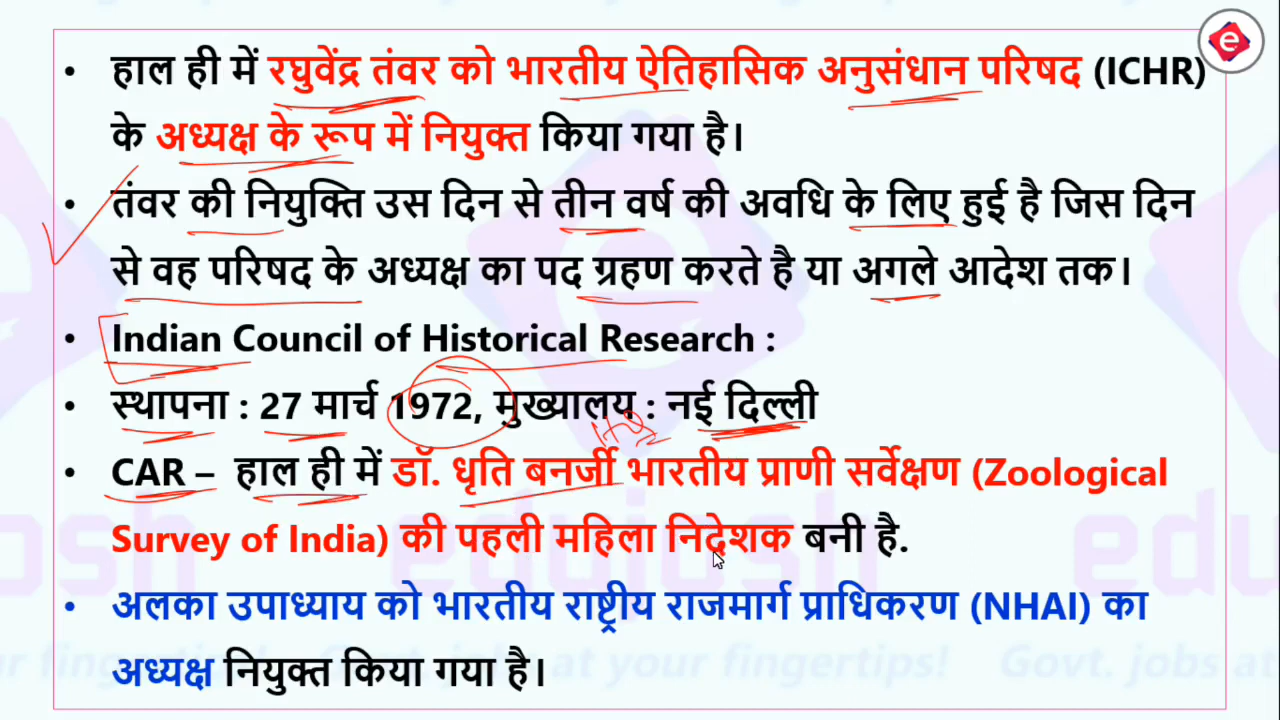 • हाल ही में रघुवेंद्र तंवर को भारतीय ऐतिहासिक अनुसंधान परिषद (ICHR)
के अध्यक्ष के रूप में नियुक्त किया गया है।
• तंवर की नियुक्ति उस दिन से तीन वर्ष की अवधि के लिए हुई है जिस दिन
से वह परिषद के अध्यक्ष का पद ग्रहण करते है या अगले आदेश तक।
• Indian Council of Historical Research :
• स्थापना : 27 मार्च 1972, मुख्यालय : नई दिल्ली
• CAR – हाल ही में डॉ. धृति बनर्जी भारतीय प्राणी सर्वेक्षण (Zoological
Survey of India) की पहली महिला निदेशक बनी है.
• अलका उपाध्याय को भारतीय राष्ट्रीय राजमार्ग प्राधिकरण (NHAI) का
अध्यक्ष नियुक्त किया गया है।